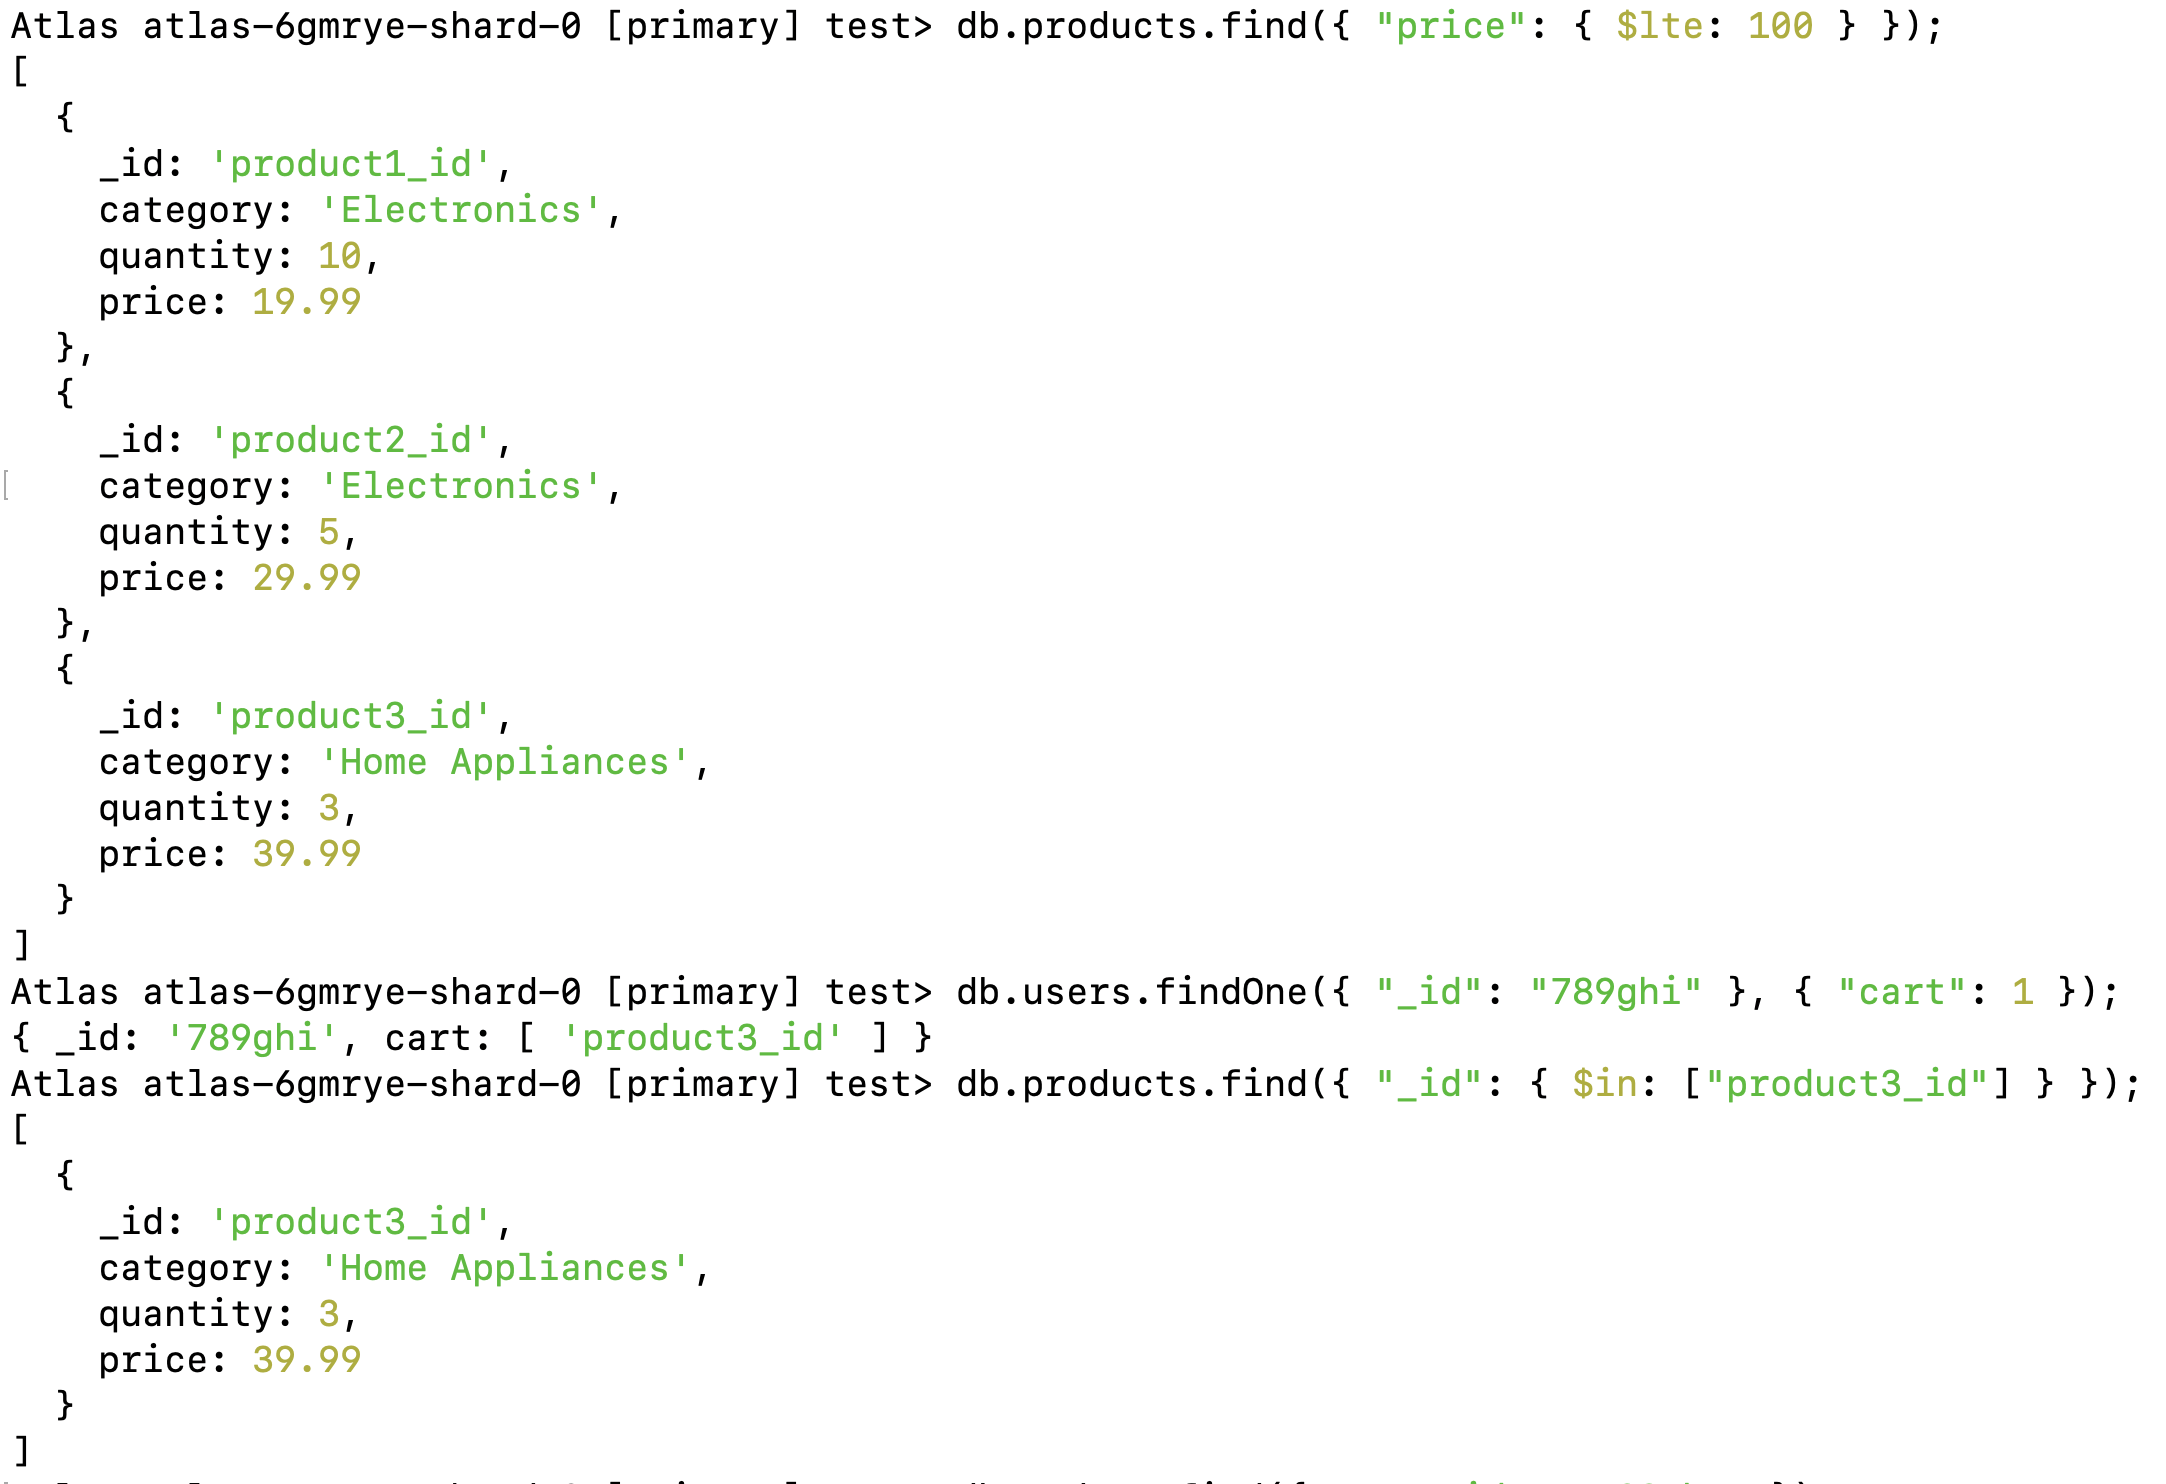 Atlas atlas-6gmrye-shard-0 [primary] test> db.products.find({ "price": { $lte: 100 } });
[
  {
    _id: 'product1_id',
    category: 'Electronics',
    quantity: 10,
    price: 19.99
  },
  {
    _id: 'product2_id',
    category: 'Electronics',
    quantity: 5,
    price: 29.99
  },
  {
    _id: 'product3_id',
    category: 'Home Appliances',
    quantity: 3,
    price: 39.99
  }
]
Atlas atlas-6gmrye-shard-0 [primary] test> db.users.findOne({ "_id": "789ghi" }, { "cart": 1 });
{ _id: '789ghi', cart: [ 'product3_id' ] }
Atlas atlas-6gmrye-shard-0 [primary] test> db.products.find({ "_id": { $in: ["product3_id"] } });
[
  {
    _id: 'product3_id',
    category: 'Home Appliances',
    quantity: 3,
    price: 39.99
  }
]